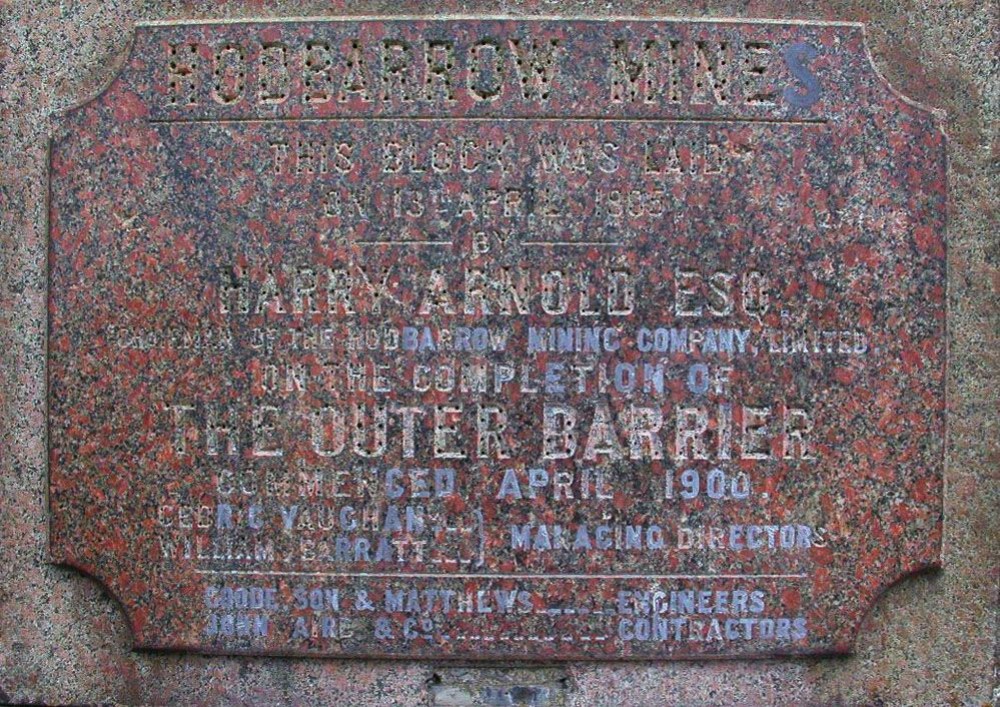 HODBARROW MINES
THIS BLOCK WAS LAID
ON 13TH APRIL 1905
BY
HARRY ARNOLD ESQ.
CHAIRMAN OF THE HODBARROW MINING COMPANY, LIMITED.
ON THE COMPLETION OF
THE OUTER BARRIER
COMMENCED APRIL 1900.
CEDRIC VAUGHAN
WILLIAM BARRATT } MANAGING DIRECTORS
COODE SON & MATTHEWS ENGINEERS
JOHN AIRD & CO. CONTRACTORS